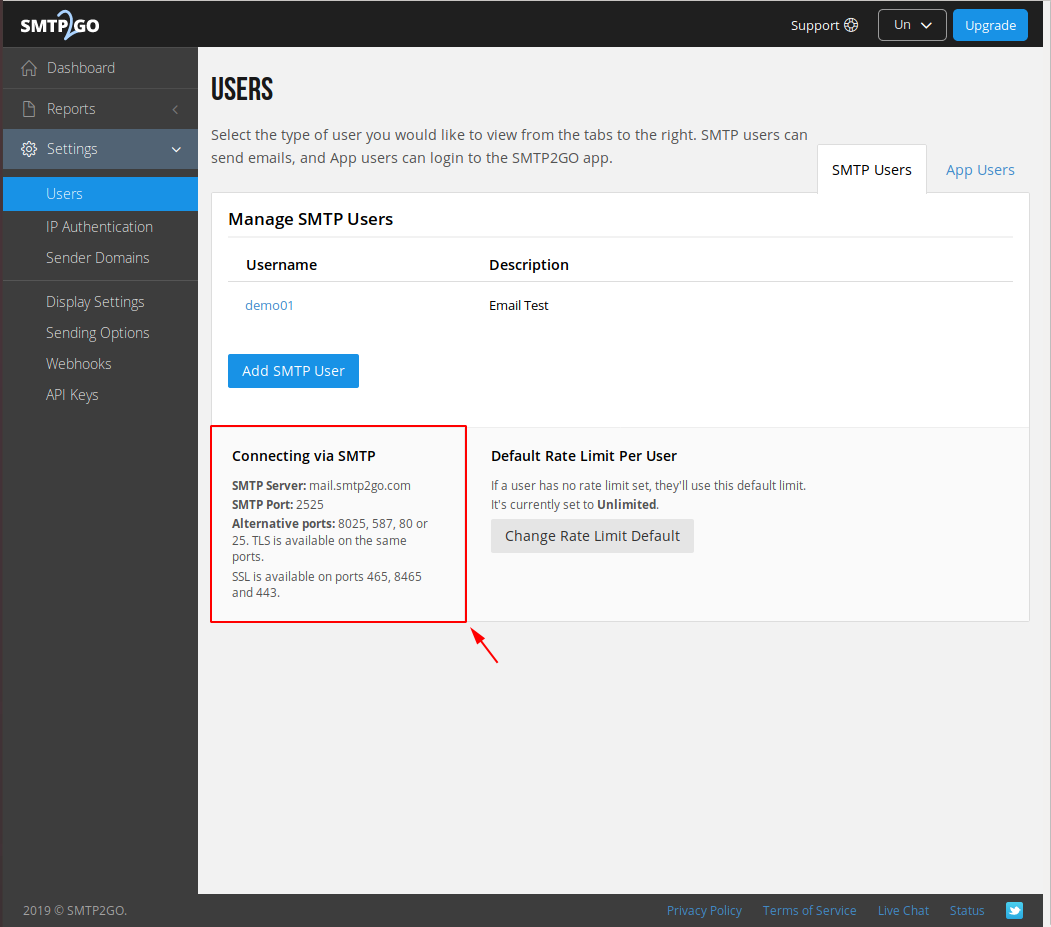 SMTP2GO
Support
Un
Upgrade
Dashboard
Reports
Settings
Users
IP Authentication
Sender Domains
Display Settings
Sending Options
Webhooks
API Keys
USERS
Select the type of user you would like to view from the tabs to the right. SMTP users can
send emails, and App users can login to the SMTP2GO app.
SMTP Users
App Users
Manage SMTP Users
Username Description
demo01 Email Test
Add SMTP User
Connecting via SMTP
SMTP Server: mail.smtp2go.com
SMTP Port: 2525
Alternative ports: 8025, 587, 80 or
25. TLS is available on the same
ports.
SSL is available on ports 465, 8465
and 443.
Default Rate Limit Per User
If a user has no rate limit set, they'll use this default limit.
It's currently set to Unlimited.
Change Rate Limit Default
2019 © SMTP2GO.
Privacy Policy
Terms of Service
Live Chat
Status